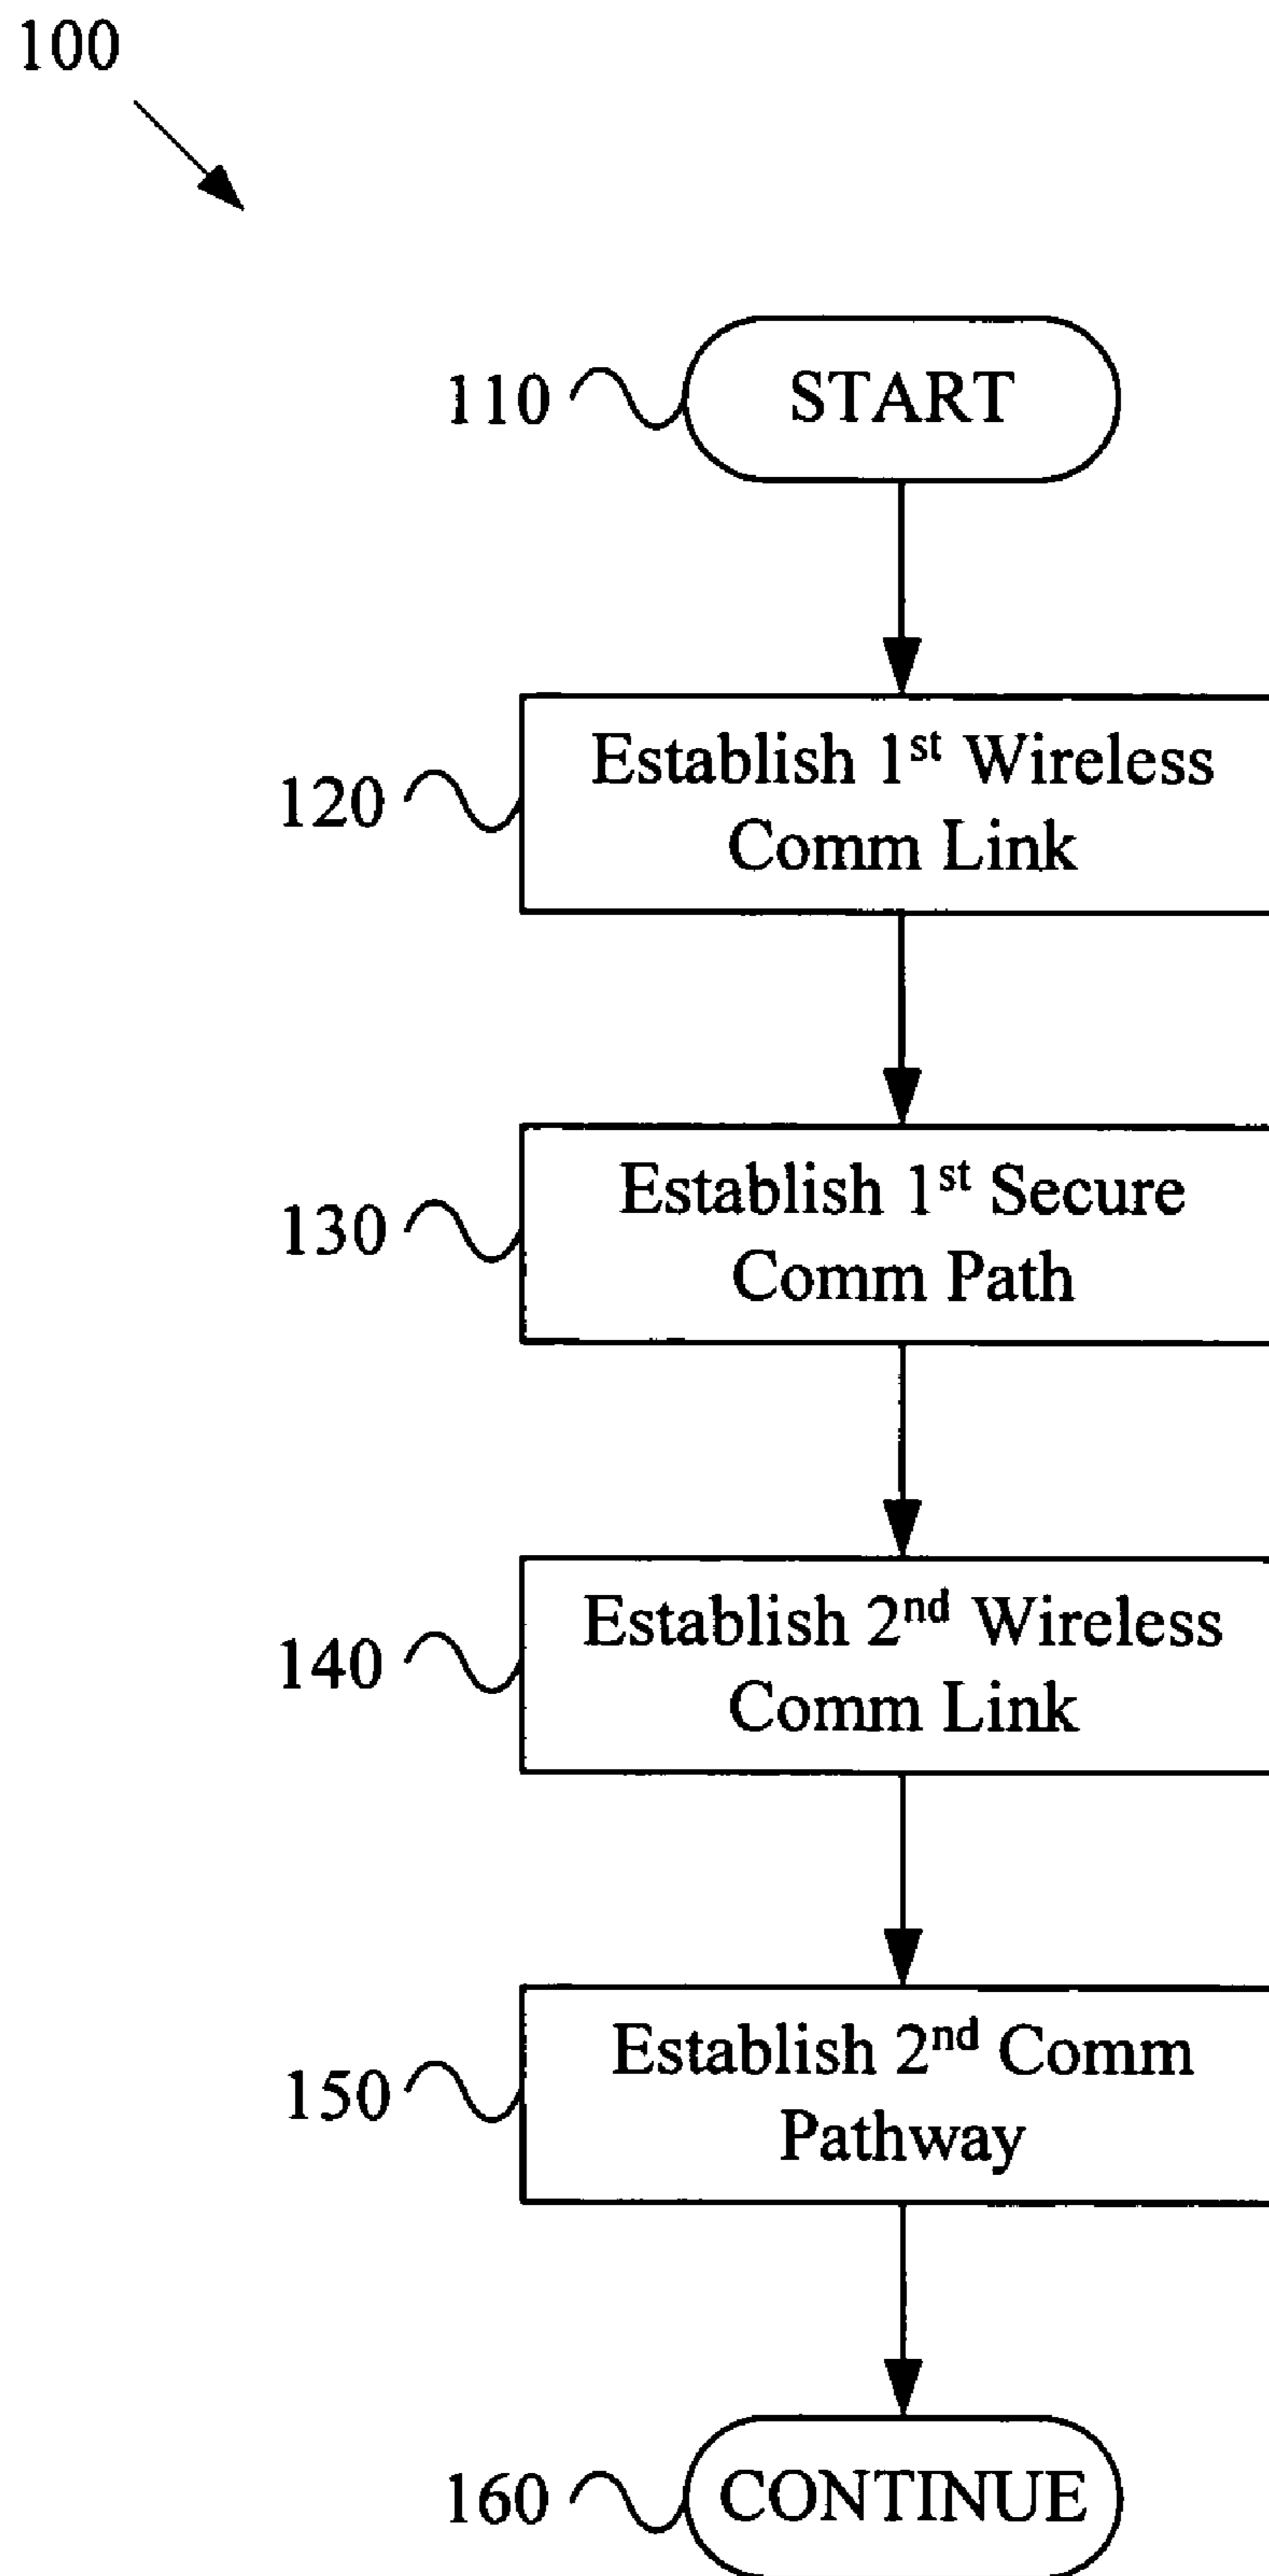 100
110 START
120 Establish 1st Wireless
Comm Link
130 Establish 1st Secure
Comm Path
140 Establish 2nd Wireless
Comm Link
150 Establish 2nd Comm
Pathway
160 CONTINUE